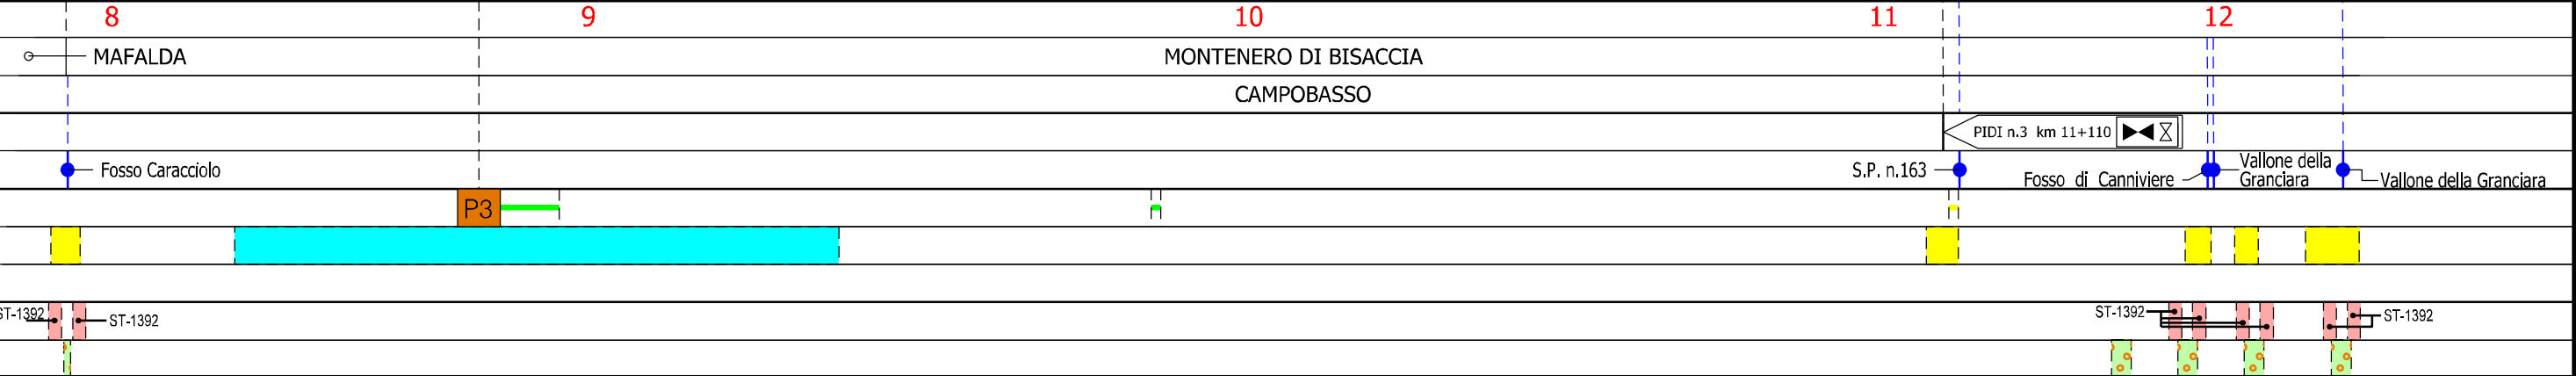 8 9 10 11 12
MAFALDA MONTENERO DI BISACCIA
CAMPOBASSO
PIDI n.3 km 11+110
Fosso Caracciolo S.P. n.163 Fosso di Canniviere Vallone della
Granciara Vallone della Granciara
P3
ST-1392 ST-1392 ST-1392 ST-1392